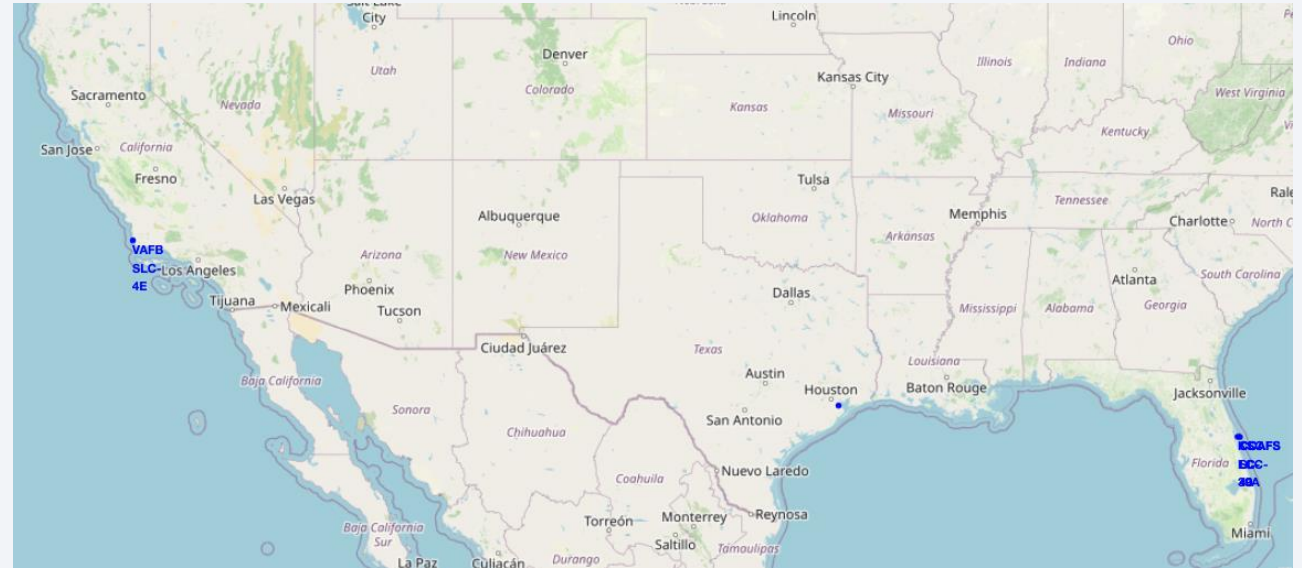 Salt Lake
City
Lincoln
Ohio
Denver
Utah
Illinois
Indiana
Kansas City
Colorado
Sacramento
West Virginia
Nevada
Kansas
Missouri
Kentucky
San Jose
California
Fresno
Tulsa
Las Vegas
Tennessee
Albuquerque
Oklahoma
Memphis
Charlotte
Arkansas
VAFB
SLC-
4E
Los Angeles
Arizona
New Mexico
South Carolina
Atlanta
Phoenix
Dallas
Tijuana
Mexicali
Tucson
Mississippi
Alabama
Georgia
Ciudad Juárez
Texas
Louisiana
Austin
Baja California
Houston
Baton Rouge
Jacksonville
Sonora
San Antonio
Chihuahua
Florida
Nuevo Laredo
Coahuila
Reynosa
Monterrey
Torreón
Baja California
Sur
Miami
Saltillo
Tamaulipas
Durango
La Paz
Culiacán